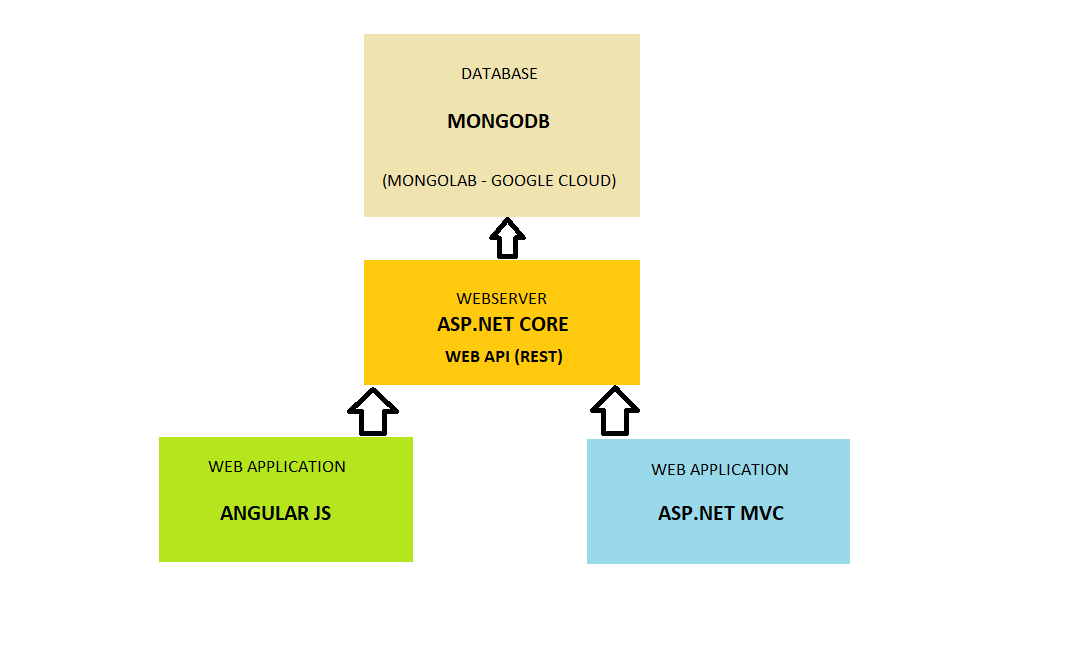 DATABASE
MONGODB
(MONGOLAB - GOOGLE CLOUD)
WEBSERVER
ASP.NET CORE
WEB API (REST)
WEB APPLICATION
ANGULAR JS
WEB APPLICATION
ASP.NET MVC